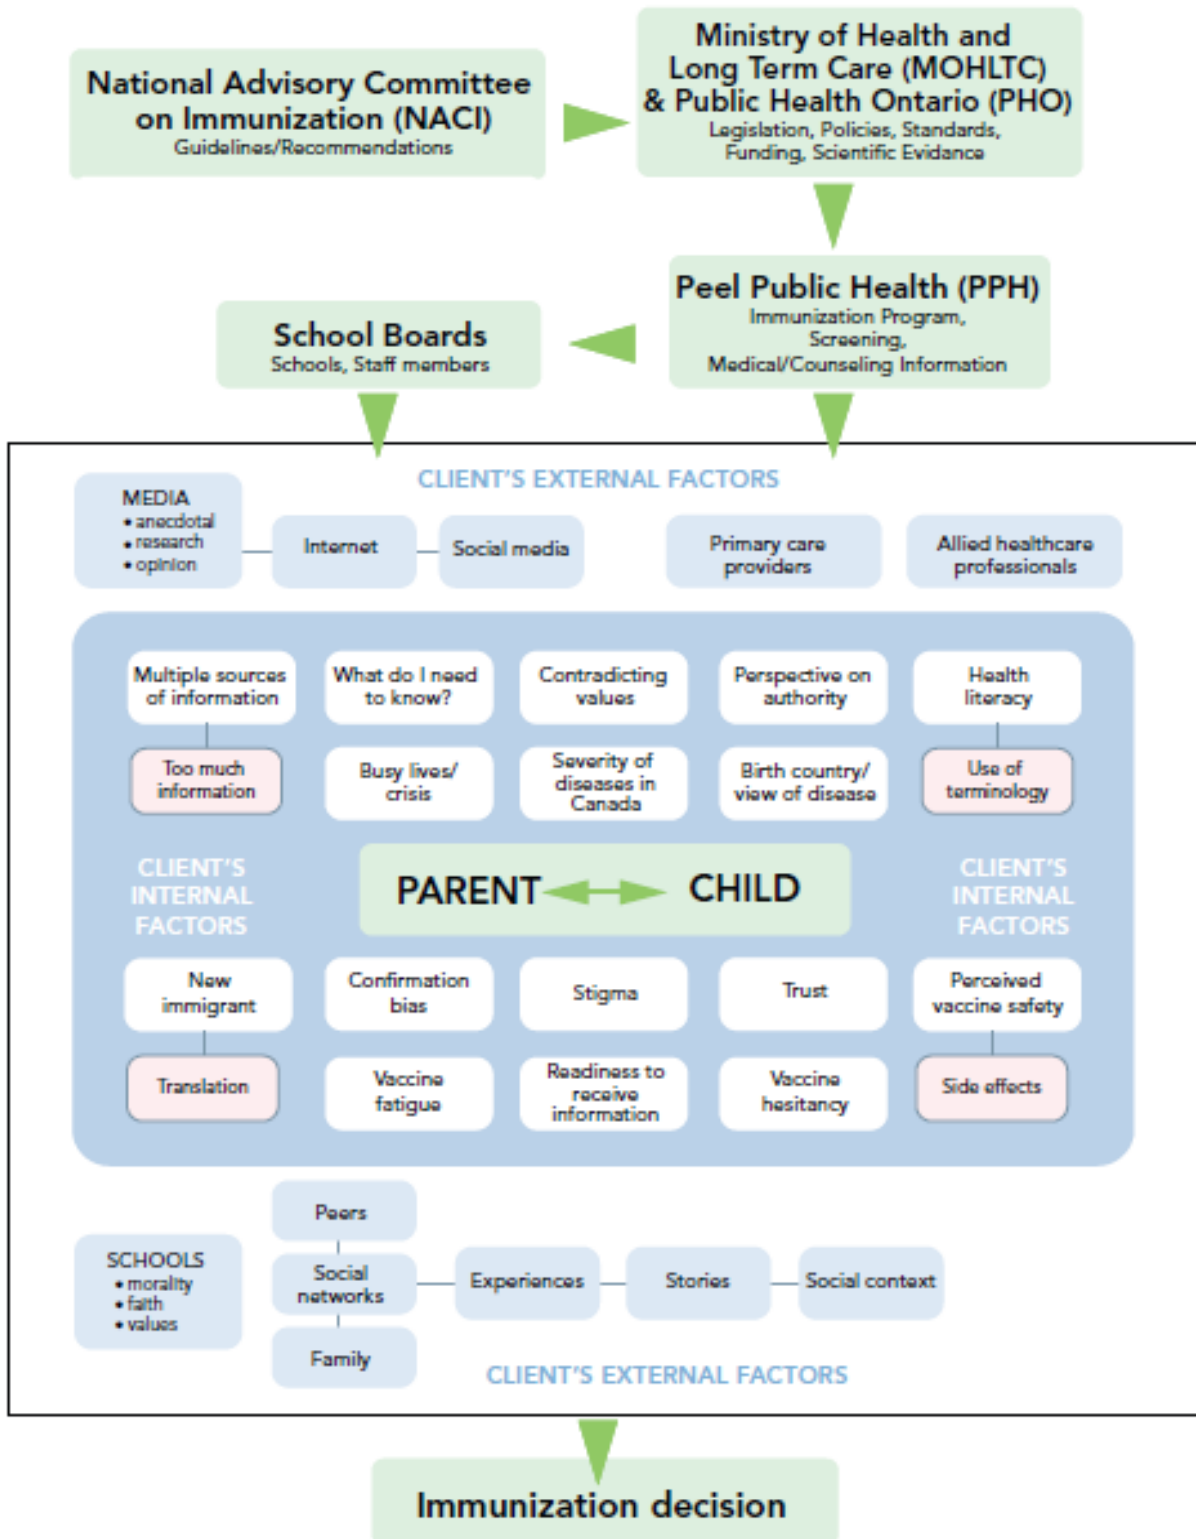 National Advisory Committee
on Immunization (NACI)
Guidelines/Recommendations
Ministry of Health and
Long Term Care (MOHLTC)
& Public Health Ontario (PHO)
Legislation, Policies, Standards,
Funding, Scientific Evidance
Peel Public Health (PPH)
Immunization Program,
Screening,
Medical/Counseling Information
School Boards
Schools, Staff members
CLIENT'S EXTERNAL FACTORS
MEDIA
• anecdotal
• research
• opinion
Internet
Social media
Primary care
providers
Allied healthcare
professionals
Multiple sources
of information
What do I need
to know?
Contradicting
values
Perspective on
authority
Health
literacy
Too much
information
Busy lives/
crisis
Severity of
diseases in
Canada
Birth country/
view of disease
Use of
terminology
CLIENT'S
INTERNAL
FACTORS
PARENT
CHILD
CLIENT'S
INTERNAL
FACTORS
New
immigrant
Confirmation
bias
Stigma
Trust
Perceived
vaccine safety
Translation
Vaccine
fatigue
Readiness to
receive
information
Vaccine
hesitancy
Side effects
Peers
SCHOOLS
• morality
• faith
• values
Social
networks
Experiences
Stories
Social context
Family
CLIENT'S EXTERNAL FACTORS
Immunization decision